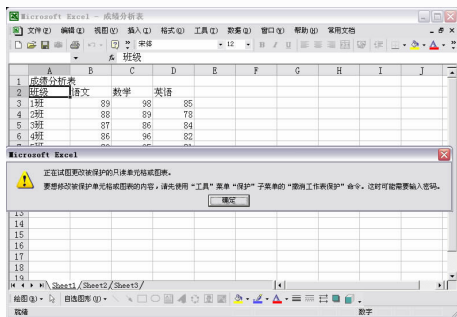 Microsoft Excel - 成绩分析表
文件(F) 编辑(E) 视图(V) 插入(I) 格式(O) 工具(T) 数据(D) 窗口(W) 帮助(H) 常用文档
宋体 12 B I U
fx 班级
A B C D E F G H I J
1 成绩分析表
2 班级 语文 数学 英语
3 1班 89 98 85
4 2班 88 89 78
5 3班 87 86 84
6 4班 86 96 82
Microsoft Excel
正在试图更改被保护的只读单元格或图表。
要想修改被保护单元格或图表的内容，请先使用“工具”菜单“保护”子菜单的“撤消工作表保护”命令。这时可能需要输入密码。
确定
13
14
15
16
17
18
19
Sheet1 Sheet2 Sheet3
绘图(R) 自选图形(U)
就绪 数字